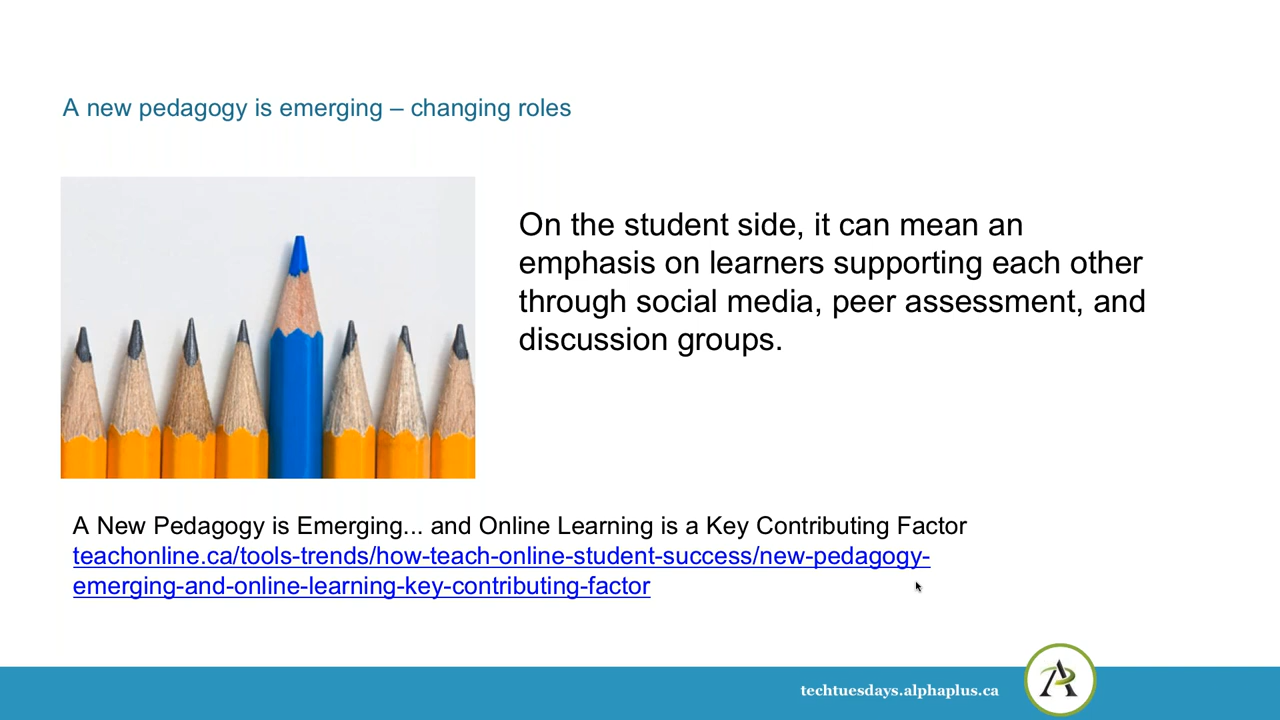 A new pedagogy is emerging – changing roles
On the student side, it can mean an
emphasis on learners supporting each other
through social media, peer assessment, and
discussion groups.
A New Pedagogy is Emerging... and Online Learning is a Key Contributing Factor
teachonline.ca/tools-trends/how-teach-online-student-success/new-pedagogy-
emerging-and-online-learning-key-contributing-factor
techtuesdays.alphaplus.ca